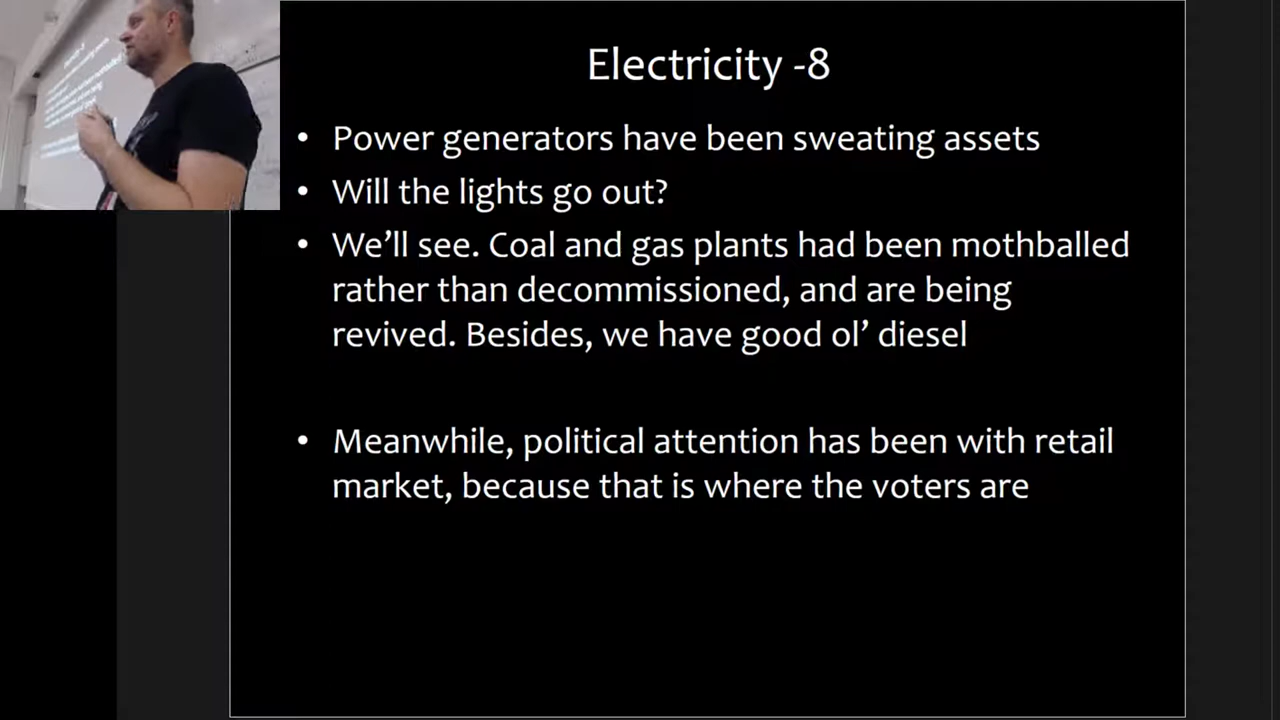 Electricity -8
• Power generators have been sweating assets
• Will the lights go out?
• We’ll see. Coal and gas plants had been mothballed
rather than decommissioned, and are being
revived. Besides, we have good ol’ diesel
• Meanwhile, political attention has been with retail
market, because that is where the voters are